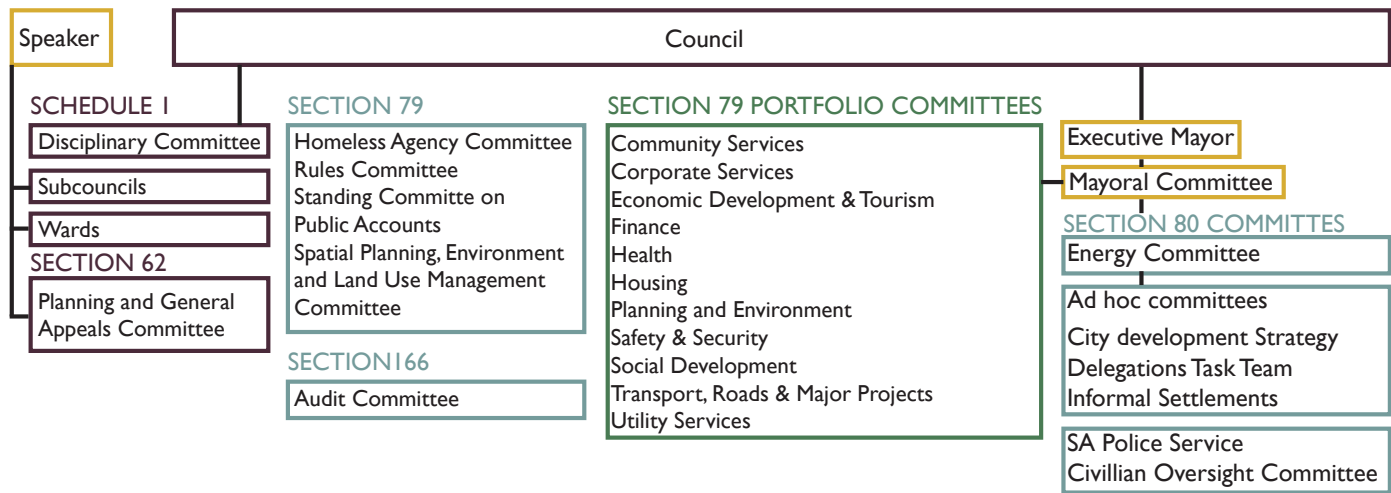 Speaker
Council
SCHEDULE 1
Disciplinary Committee
Subcouncils
Wards
SECTION 62
Planning and General
Appeals Committee
SECTION 79
Homeless Agency Committee
Rules Committee
Standing Committe on
Public Accounts
Spatial Planning, Environment
and Land Use Management
Committee
SECTION166
Audit Committee
SECTION 79 PORTFOLIO COMMITTEES
Community Services
Corporate Services
Economic Development & Tourism
Finance
Health
Housing
Planning and Environment
Safety & Security
Social Development
Transport, Roads & Major Projects
Utility Services
Executive Mayor
Mayoral Committee
SECTION 80 COMMITTES
Energy Committee
Ad hoc committees
City development Strategy
Delegations Task Team
Informal Settlements
SA Police Service
Civillian Oversight Committee